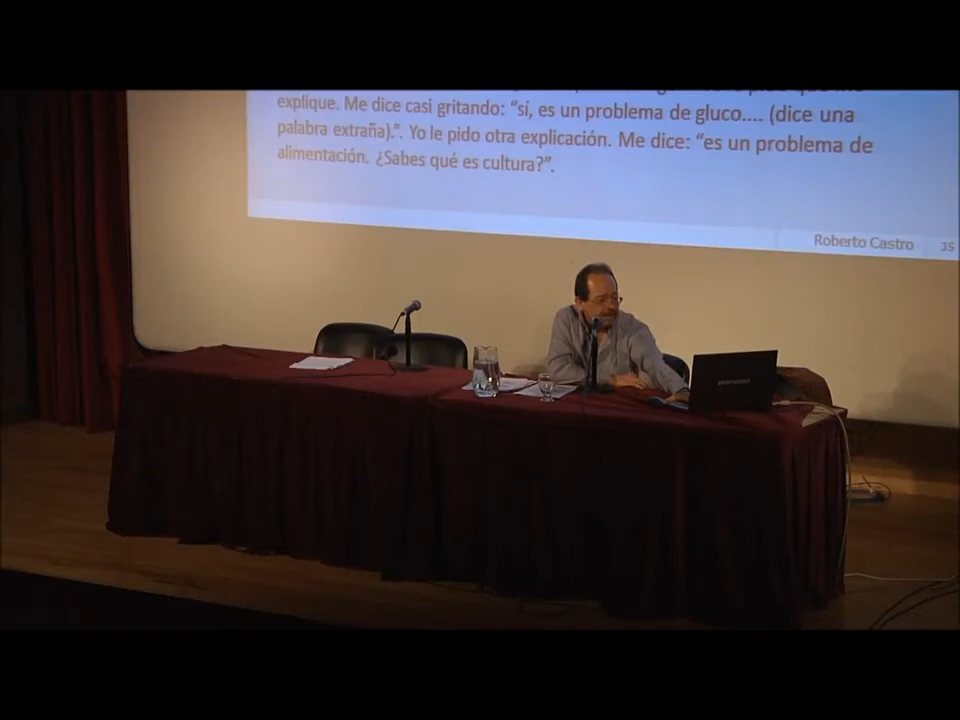 explique. Me dice casi gritando: “sí, es un problema de gluco.... (dice una
palabra extraña).”. Yo le pido otra explicación. Me dice: “es un problema de
alimentación. ¿Sabes qué es cultura?”.
Roberto Castro 35